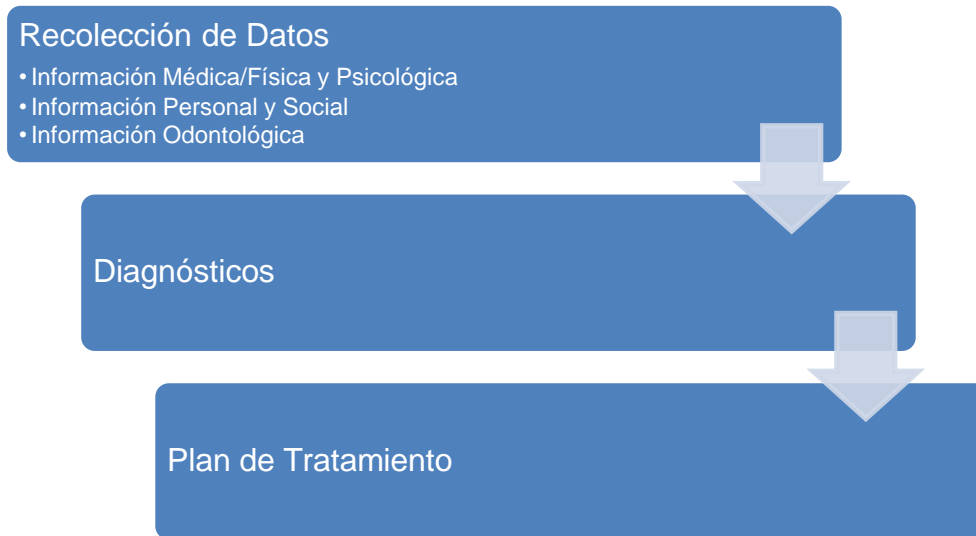 Recolección de Datos
• Información Médica/Física y Psicológica
• Información Personal y Social
• Información Odontológica
Diagnósticos
Plan de Tratamiento